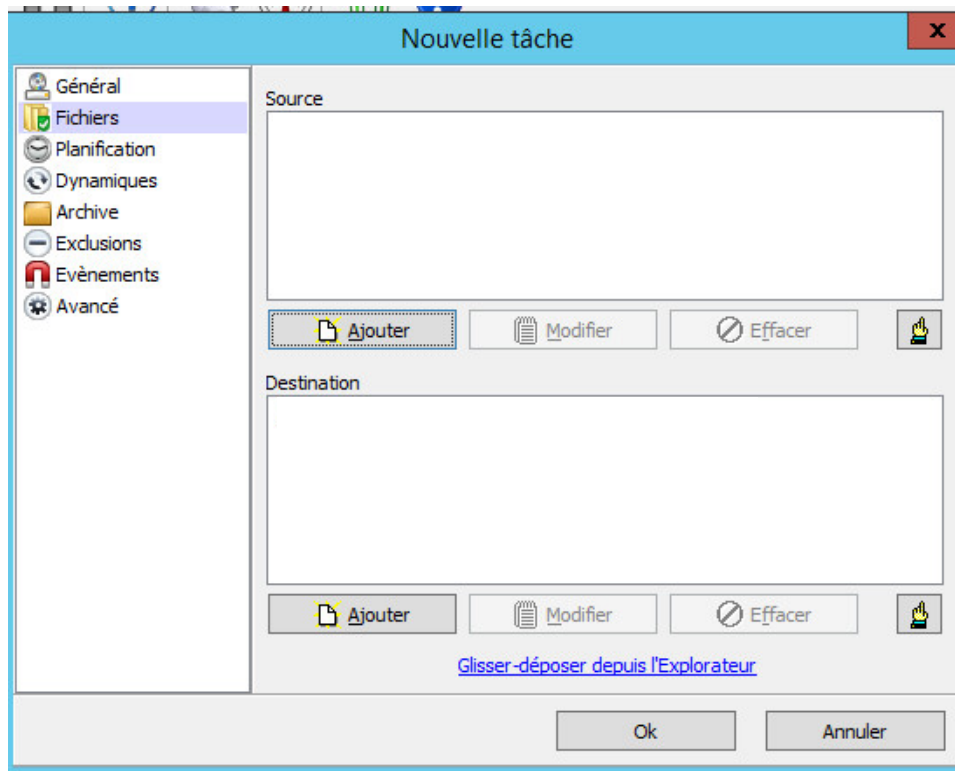 Nouvelle tâche
x
Général
Fichiers
Planification
Dynamiques
Archive
Exclusions
Evènements
Avancé
Source
Ajouter
Modifier
Effacer
Destination
Ajouter
Modifier
Effacer
Glisser-déposer depuis l'Explorateur
Ok
Annuler